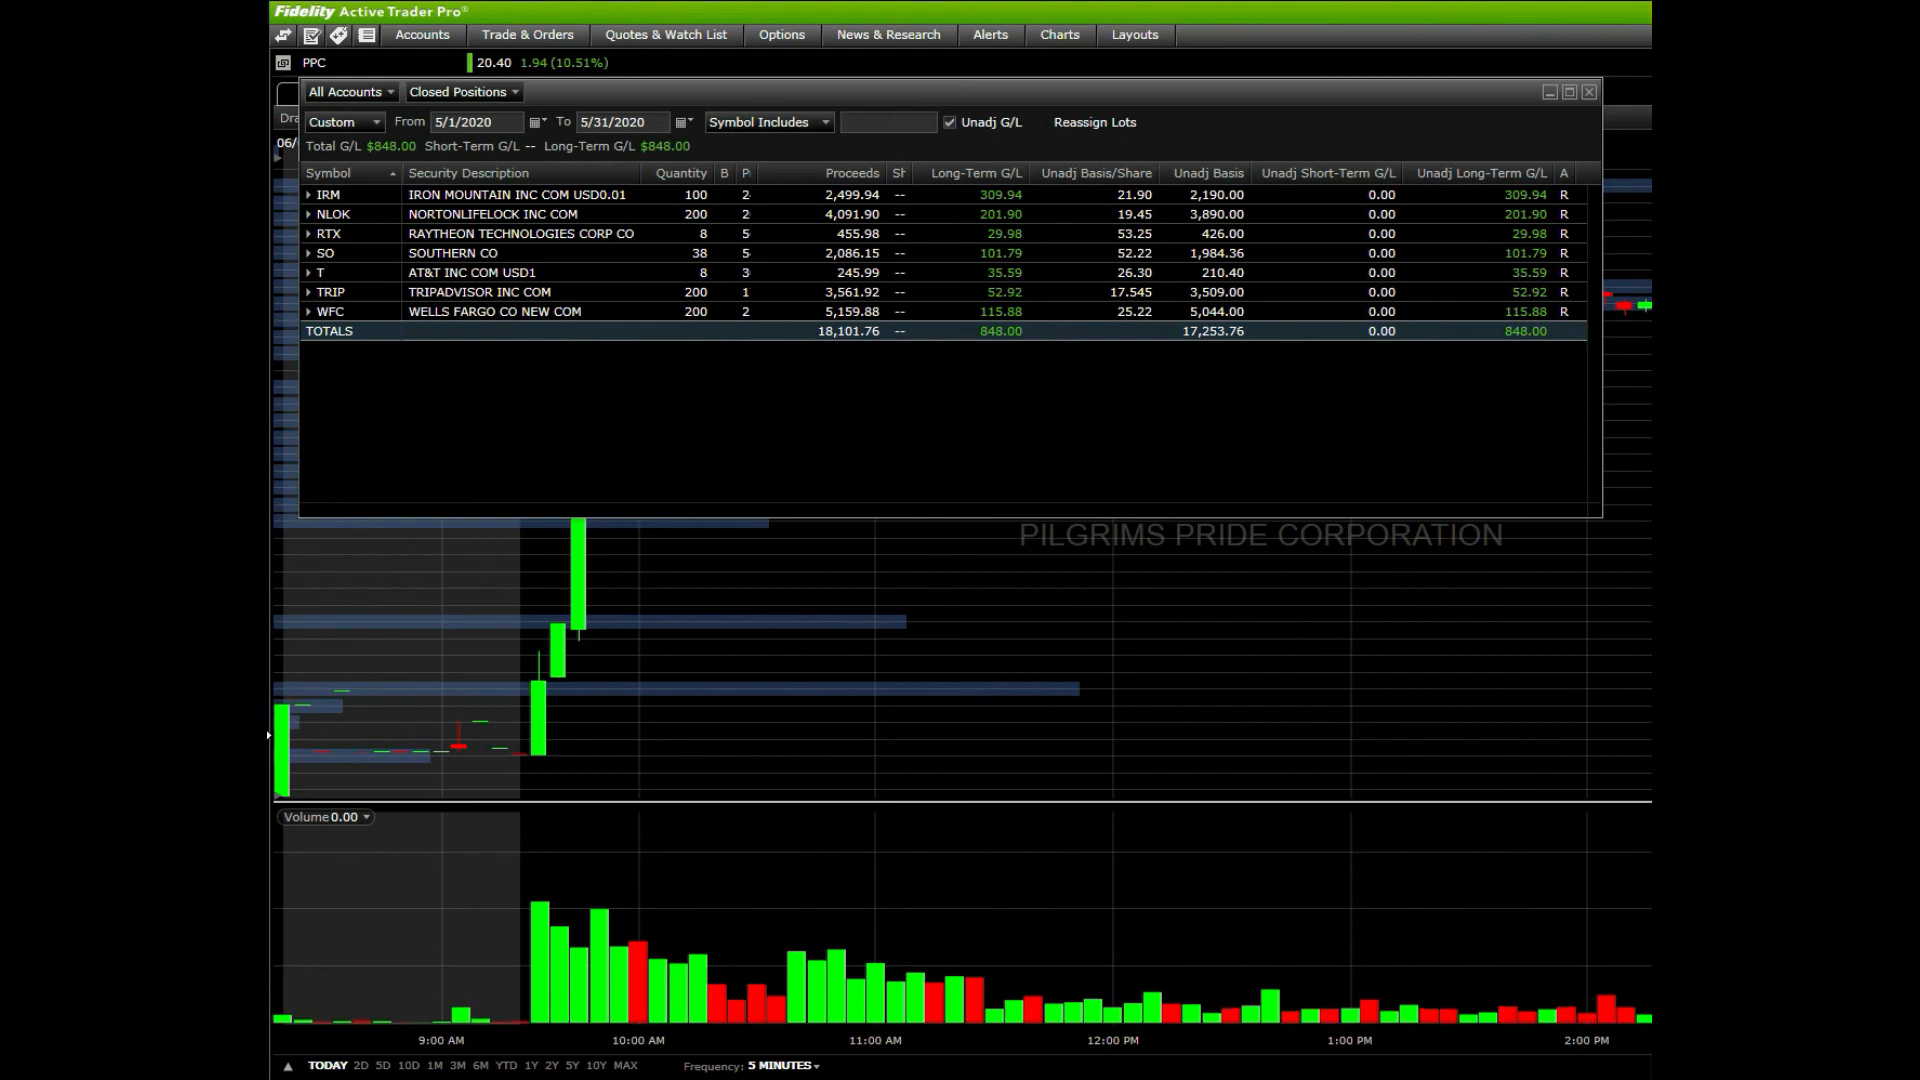 Fidelity Active Trader Pro®
Accounts Trade & Orders Quotes & Watch List Options News & Research Alerts Charts Layouts
PPC 20.40 1.94 (10.51%)
All Accounts Closed Positions
Custom From 5/1/2020 To 5/31/2020 Symbol Includes Unadj G/L Reassign Lots
Total G/L $848.00 Short-Term G/L -- Long-Term G/L $848.00
Symbol Security Description Quantity B Proceeds Long-Term G/L Unadj Basis/Share Unadj Basis Unadj Short-Term G/L Unadj Long-Term G/L A
IRM IRON MOUNTAIN INC COM USD0.01 100 2 2,499.94 -- 309.94 21.90 2,190.00 0.00 309.94 R
NLOK NORTONLIFELOCK INC COM 200 2 4,091.90 -- 201.90 19.45 3,890.00 0.00 201.90 R
RTX RAYTHEON TECHNOLOGIES CORP CO 8 5 455.98 -- 29.98 53.25 426.00 0.00 29.98 R
SO SOUTHERN CO 38 5 2,086.15 -- 101.79 52.22 1,984.36 0.00 101.79 R
T AT&T INC COM USD1 8 3 245.99 -- 35.59 26.30 210.40 0.00 35.59 R
TRIP TRIPADVISOR INC COM 200 1 3,561.92 -- 52.92 17.545 3,509.00 0.00 52.92 R
WFC WELLS FARGO CO NEW COM 200 2 5,159.88 -- 115.88 25.22 5,044.00 0.00 115.88 R
TOTALS 18,101.76 -- 848.00 17,253.76 0.00 848.00
PILGRIMS PRIDE CORPORATION
Volume 0.00
9:00 AM 10:00 AM 11:00 AM 12:00 PM 1:00 PM 2:00 PM
TODAY 2D 5D 10D 1M 3M 6M YTD 1Y 2Y 5Y 10Y MAX Frequency: 5 MINUTES